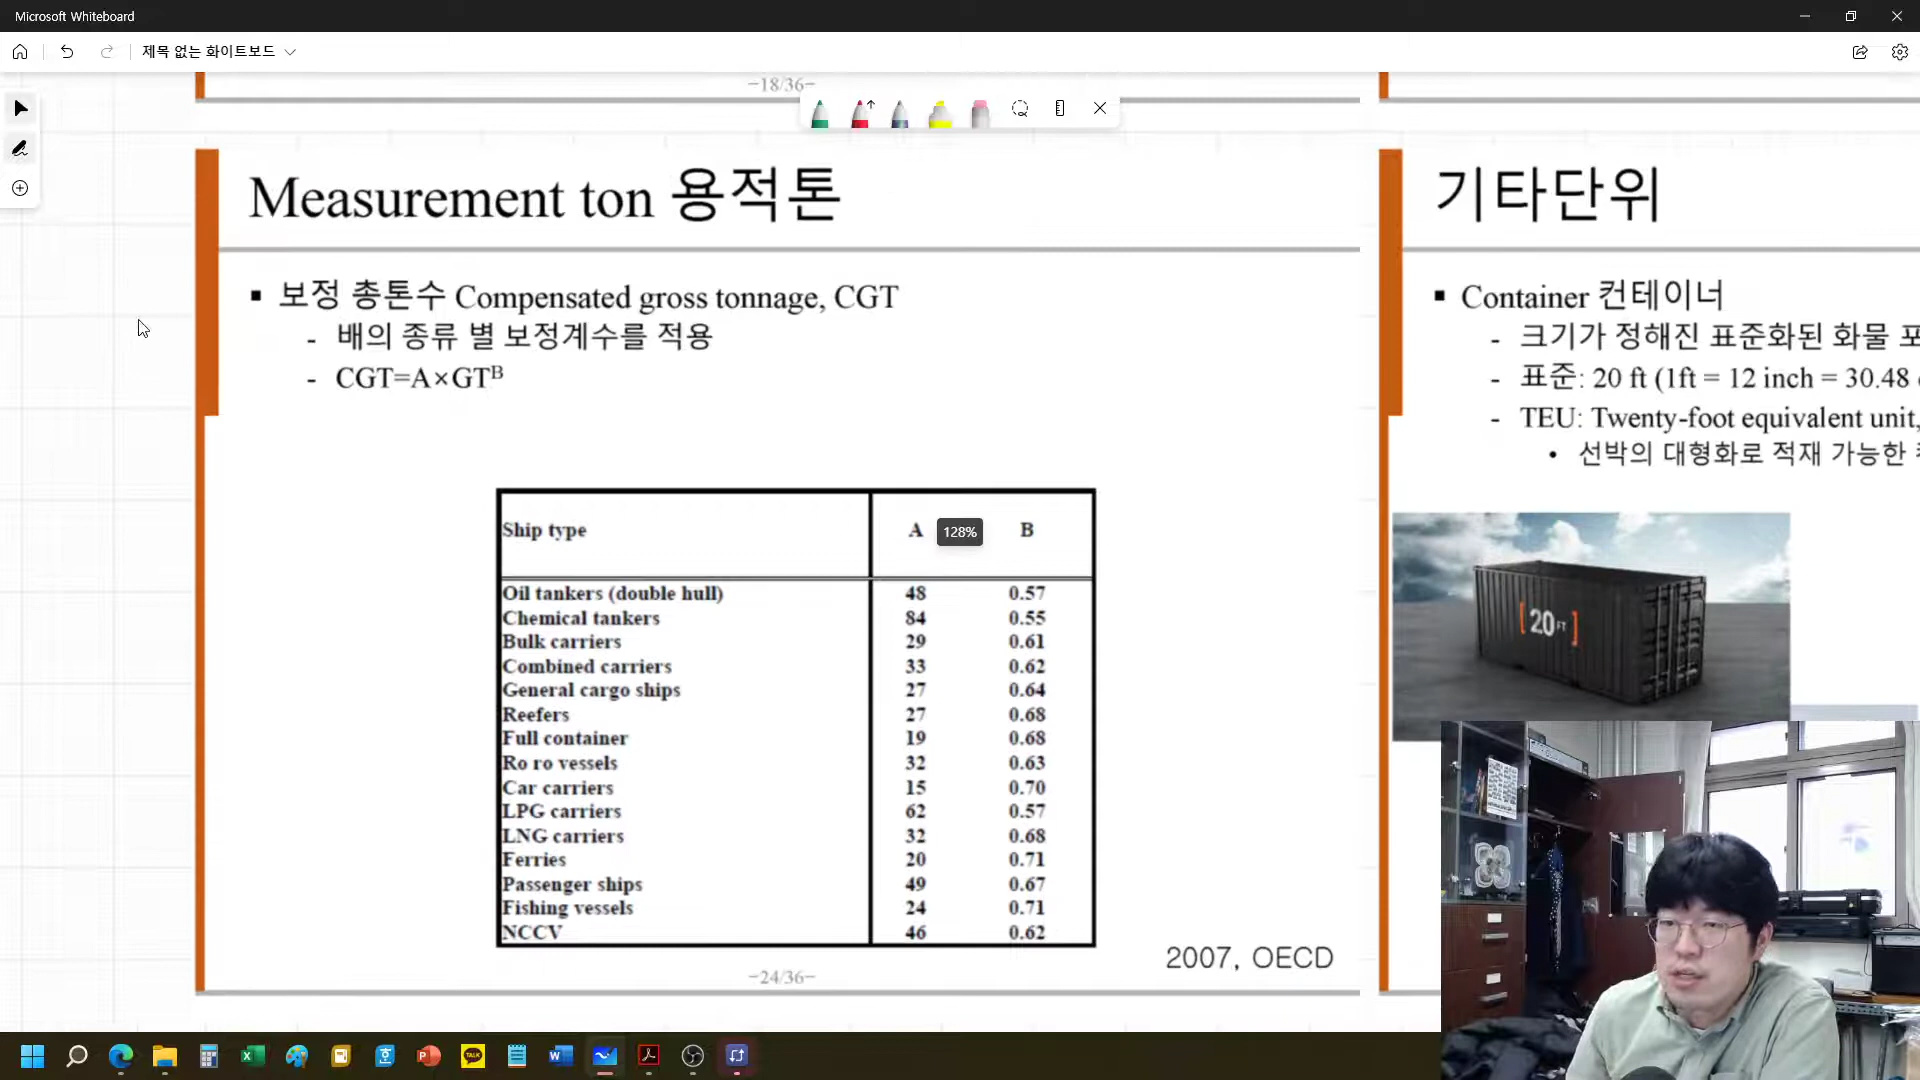 Microsoft Whiteboard
제목 없는 화이트보드
−18/36−
Measurement ton 용적톤
▪ 보정 총톤수 Compensated gross tonnage, CGT
- 배의 종류 별 보정계수를 적용
- CGT=A×GTᴮ
Ship type A B
128%
Oil tankers (double hull) 48 0.57
Chemical tankers 84 0.55
Bulk carriers 29 0.61
Combined carriers 33 0.62
General cargo ships 27 0.64
Reefers 27 0.68
Full container 19 0.68
Ro ro vessels 32 0.63
Car carriers 15 0.70
LPG carriers 62 0.57
LNG carriers 32 0.68
Ferries 20 0.71
Passenger ships 49 0.67
Fishing vessels 24 0.71
NCCV 46 0.62
2007, OECD
−24/36−
기타단위
▪ Container 컨테이너
- 크기가 정해진 표준화된 화물 포
- 표준: 20 ft (1ft = 12 inch = 30.48
- TEU: Twenty-foot equivalent unit,
• 선박의 대형화로 적재 가능한
[20FT]
TALK